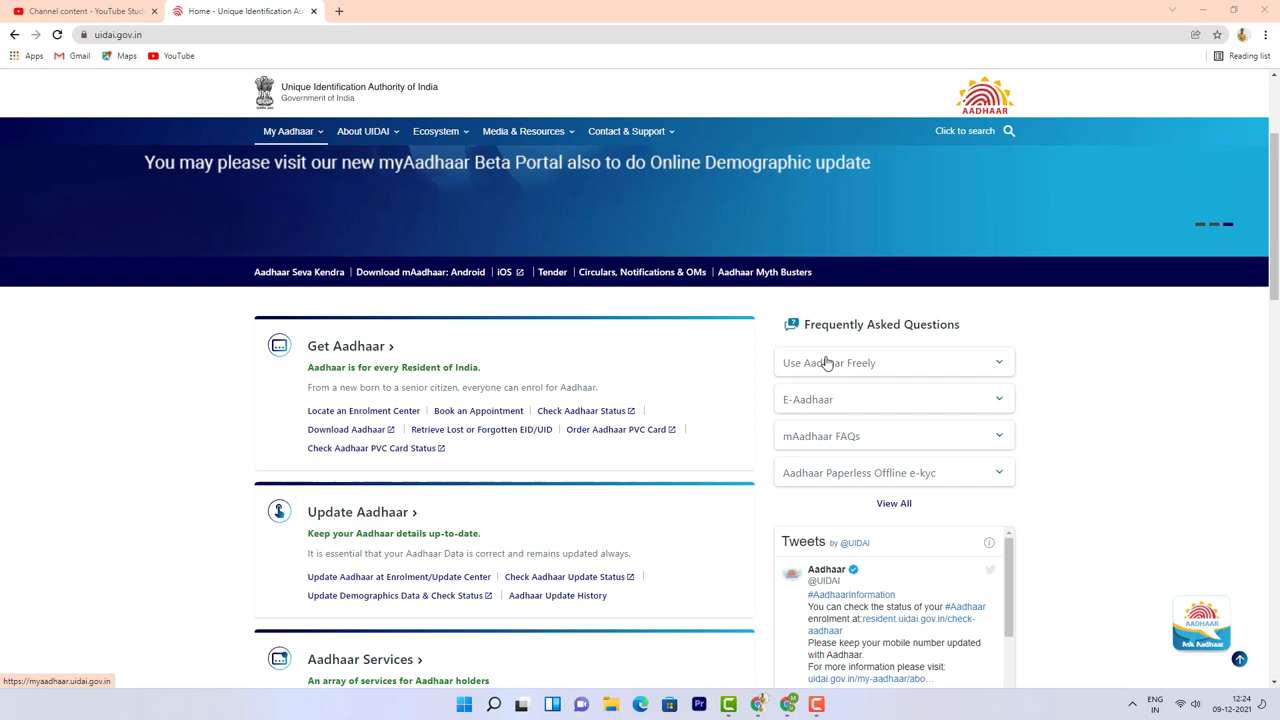 Channel content - YouTube Studio
Home - Unique Identification Aut
uidai.gov.in
Apps Gmail Maps YouTube Reading list
Unique Identification Authority of India
Government of India
AADHAAR
My Aadhaar About UIDAI Ecosystem Media & Resources Contact & Support Click to search
You may please visit our new myAadhaar Beta Portal also to do Online Demographic update
Aadhaar Seva Kendra | Download mAadhaar: Android | iOS | Tender | Circulars, Notifications & OMs | Aadhaar Myth Busters
Get Aadhaar ›
Aadhaar is for every Resident of India.
From a new born to a senior citizen, everyone can enrol for Aadhaar.
Locate an Enrolment Center | Book an Appointment | Check Aadhaar Status |
Download Aadhaar | Retrieve Lost or Forgotten EID/UID | Order Aadhaar PVC Card |
Check Aadhaar PVC Card Status
Update Aadhaar ›
Keep your Aadhaar details up-to-date.
It is essential that your Aadhaar Data is correct and remains updated always.
Update Aadhaar at Enrolment/Update Center | Check Aadhaar Update Status |
Update Demographics Data & Check Status | Aadhaar Update History
Aadhaar Services ›
An array of services for Aadhaar holders
Frequently Asked Questions
Use Aadhaar Freely
E-Aadhaar
mAadhaar FAQs
Aadhaar Paperless Offline e-kyc
View All
Tweets by @UIDAI
Aadhaar
@UIDAI
#AadhaarInformation
You can check the status of your #Aadhaar
enrolment at:resident.uidai.gov.in/check-
aadhaar
Please keep your mobile number updated
with Aadhaar.
For more information please visit:
uidai.gov.in/my-aadhaar/abo…
AADHAAR
Ask Aadhaar
https://myaadhaar.uidai.gov.in
Pr
M
ENG
IN
12:24
09-12-2021